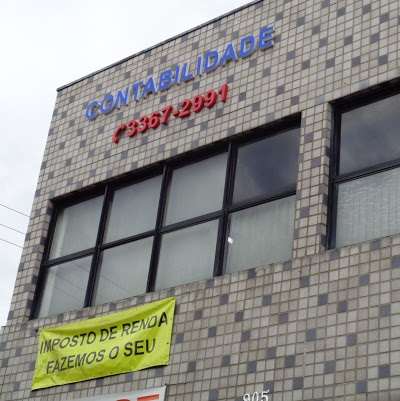 CONTABILIDADE
3367-2991
IMPOSTO DE RENDA
FAZEMOS O SEU
905